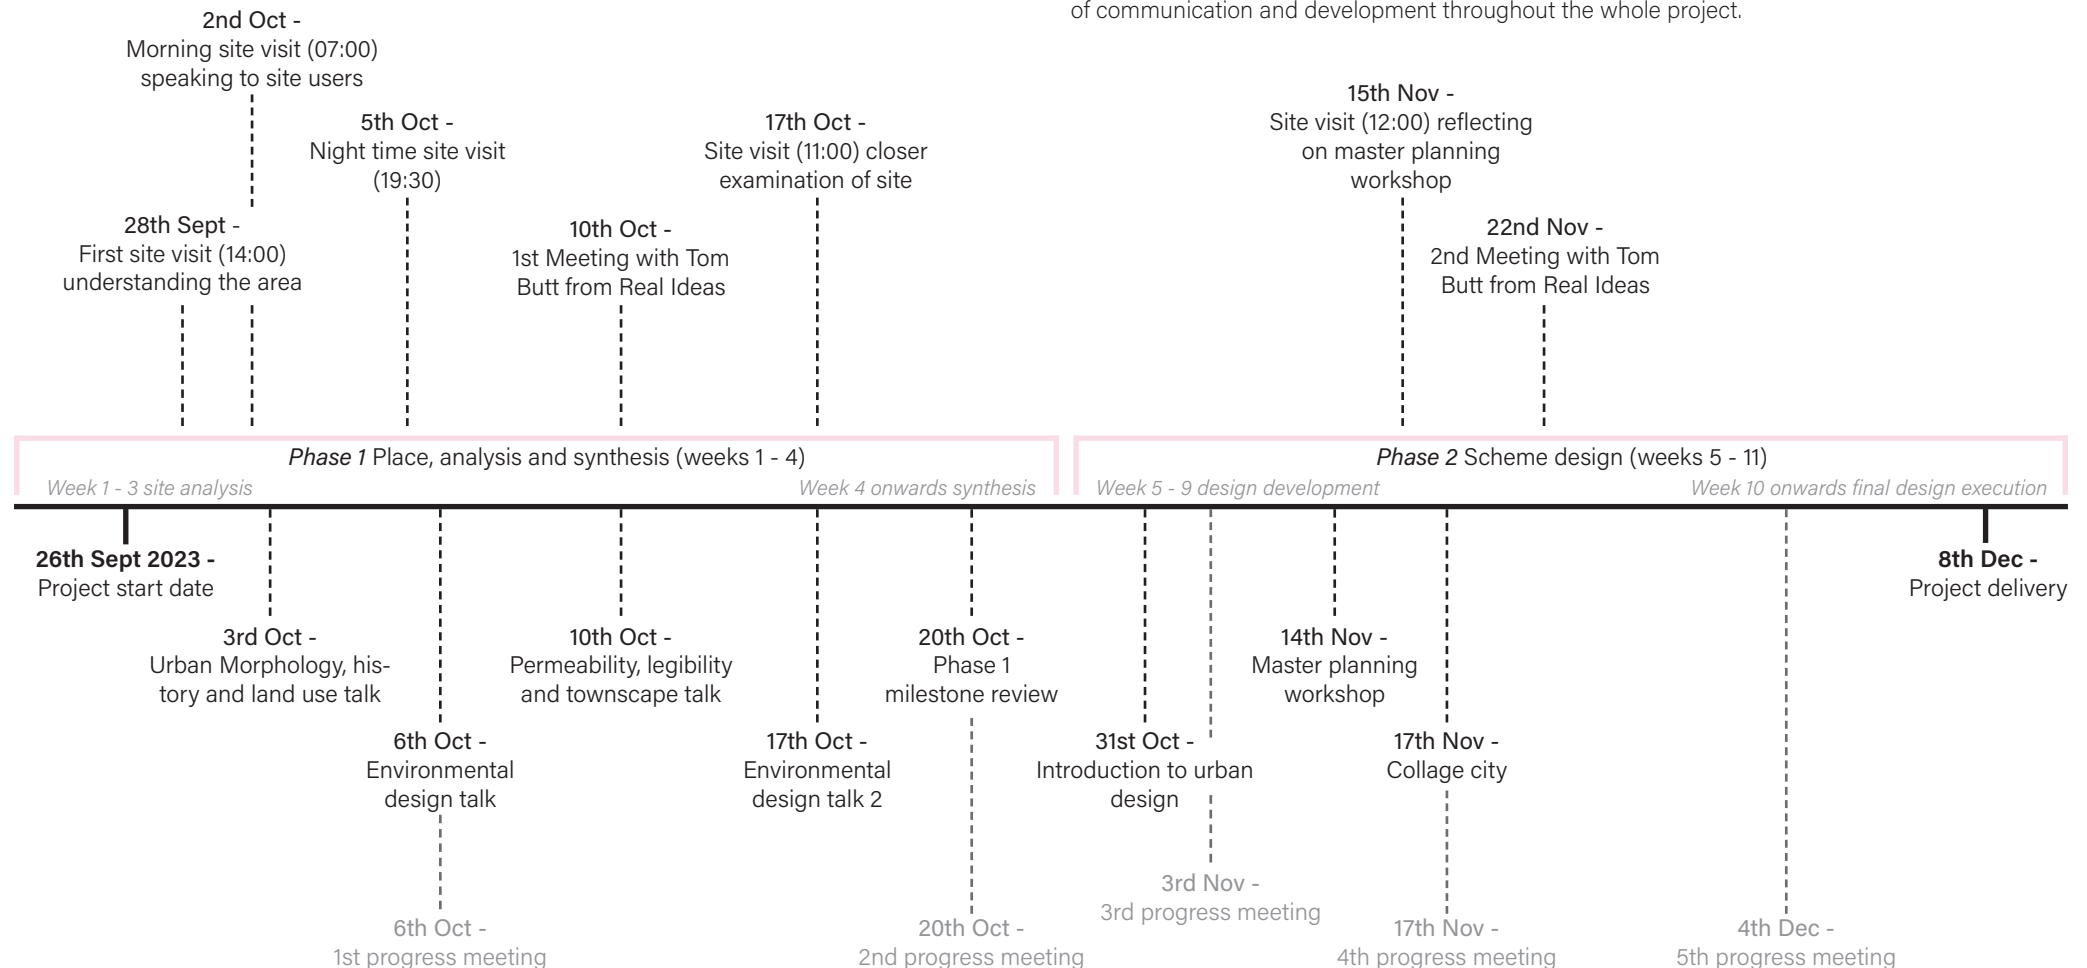 of communication and development throughout the whole project.
2nd Oct -
Morning site visit (07:00)
speaking to site users
28th Sept -
First site visit (14:00)
understanding the area
5th Oct -
Night time site visit
(19:30)
10th Oct -
1st Meeting with Tom
Butt from Real Ideas
17th Oct -
Site visit (11:00) closer
examination of site
15th Nov -
Site visit (12:00) reflecting
on master planning
workshop
22nd Nov -
2nd Meeting with Tom
Butt from Real Ideas
Phase 1 Place, analysis and synthesis (weeks 1 - 4)
Week 1 - 3 site analysis
Week 4 onwards synthesis
Phase 2 Scheme design (weeks 5 - 11)
Week 5 - 9 design development
Week 10 onwards final design execution
26th Sept 2023 -
Project start date
3rd Oct -
Urban Morphology, his-
tory and land use talk
6th Oct -
Environmental
design talk
6th Oct -
1st progress meeting
10th Oct -
Permeability, legibility
and townscape talk
17th Oct -
Environmental
design talk 2
20th Oct -
Phase 1
milestone review
20th Oct -
2nd progress meeting
31st Oct -
Introduction to urban
design
3rd Nov -
3rd progress meeting
14th Nov -
Master planning
workshop
17th Nov -
Collage city
17th Nov -
4th progress meeting
4th Dec -
5th progress meeting
8th Dec -
Project delivery